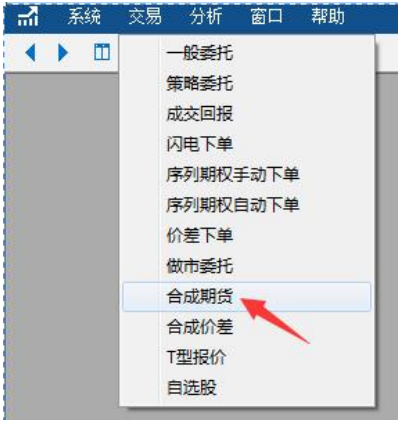 系统 交易 分析 窗口 帮助
一般委托
策略委托
成交回报
闪电下单
序列期权手动下单
序列期权自动下单
价差下单
做市委托
合成期货
合成价差
T型报价
自选股